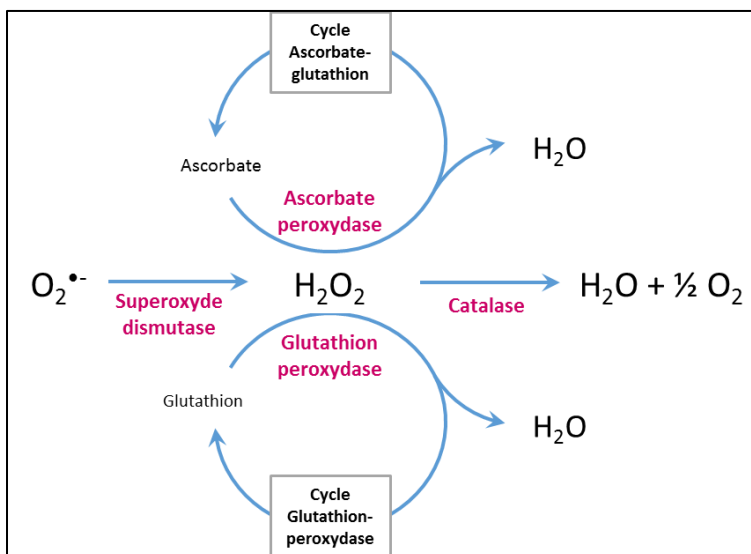 Cycle
Ascorbate-
glutathion
Ascorbate
H₂O
Ascorbate
peroxydase
O₂•-
Superoxyde
dismutase
H₂O₂
Catalase
H₂O + ½ O₂
Glutathion
peroxydase
Glutathion
H₂O
Cycle
Glutathion-
peroxydase